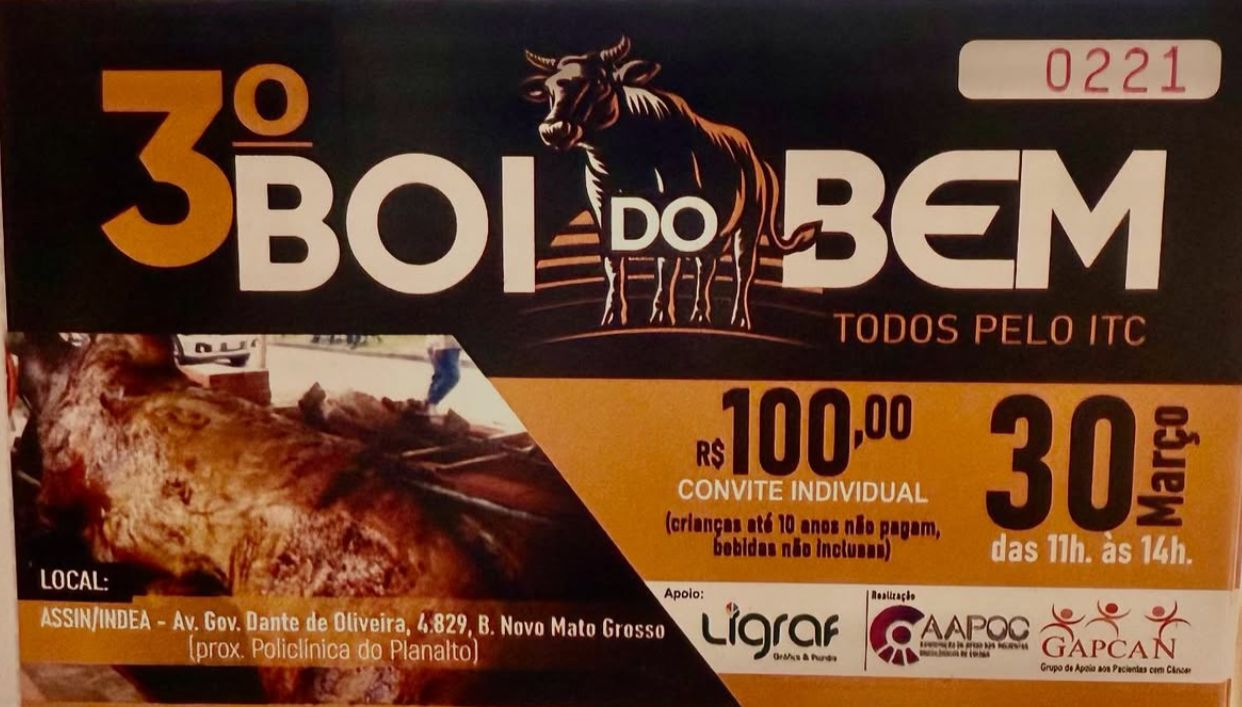 0221
3º BOI DO BEM
TODOS PELO ITC
R$ 100,00
CONVITE INDIVIDUAL
(crianças até 10 anos não pagam,
bebidas não inclusas)
30 Março
das 11h. às 14h.
LOCAL:
ASSIN/INDEA - Av. Gov. Dante de Oliveira, 4.829, B. Novo Mato Grosso
(prox. Policlínica do Planalto)
Apoio:
Ligraf
Gráfica &
Realização
AAPOC
GAPCAN
Grupo de Apoio aos Pacientes com Câncer